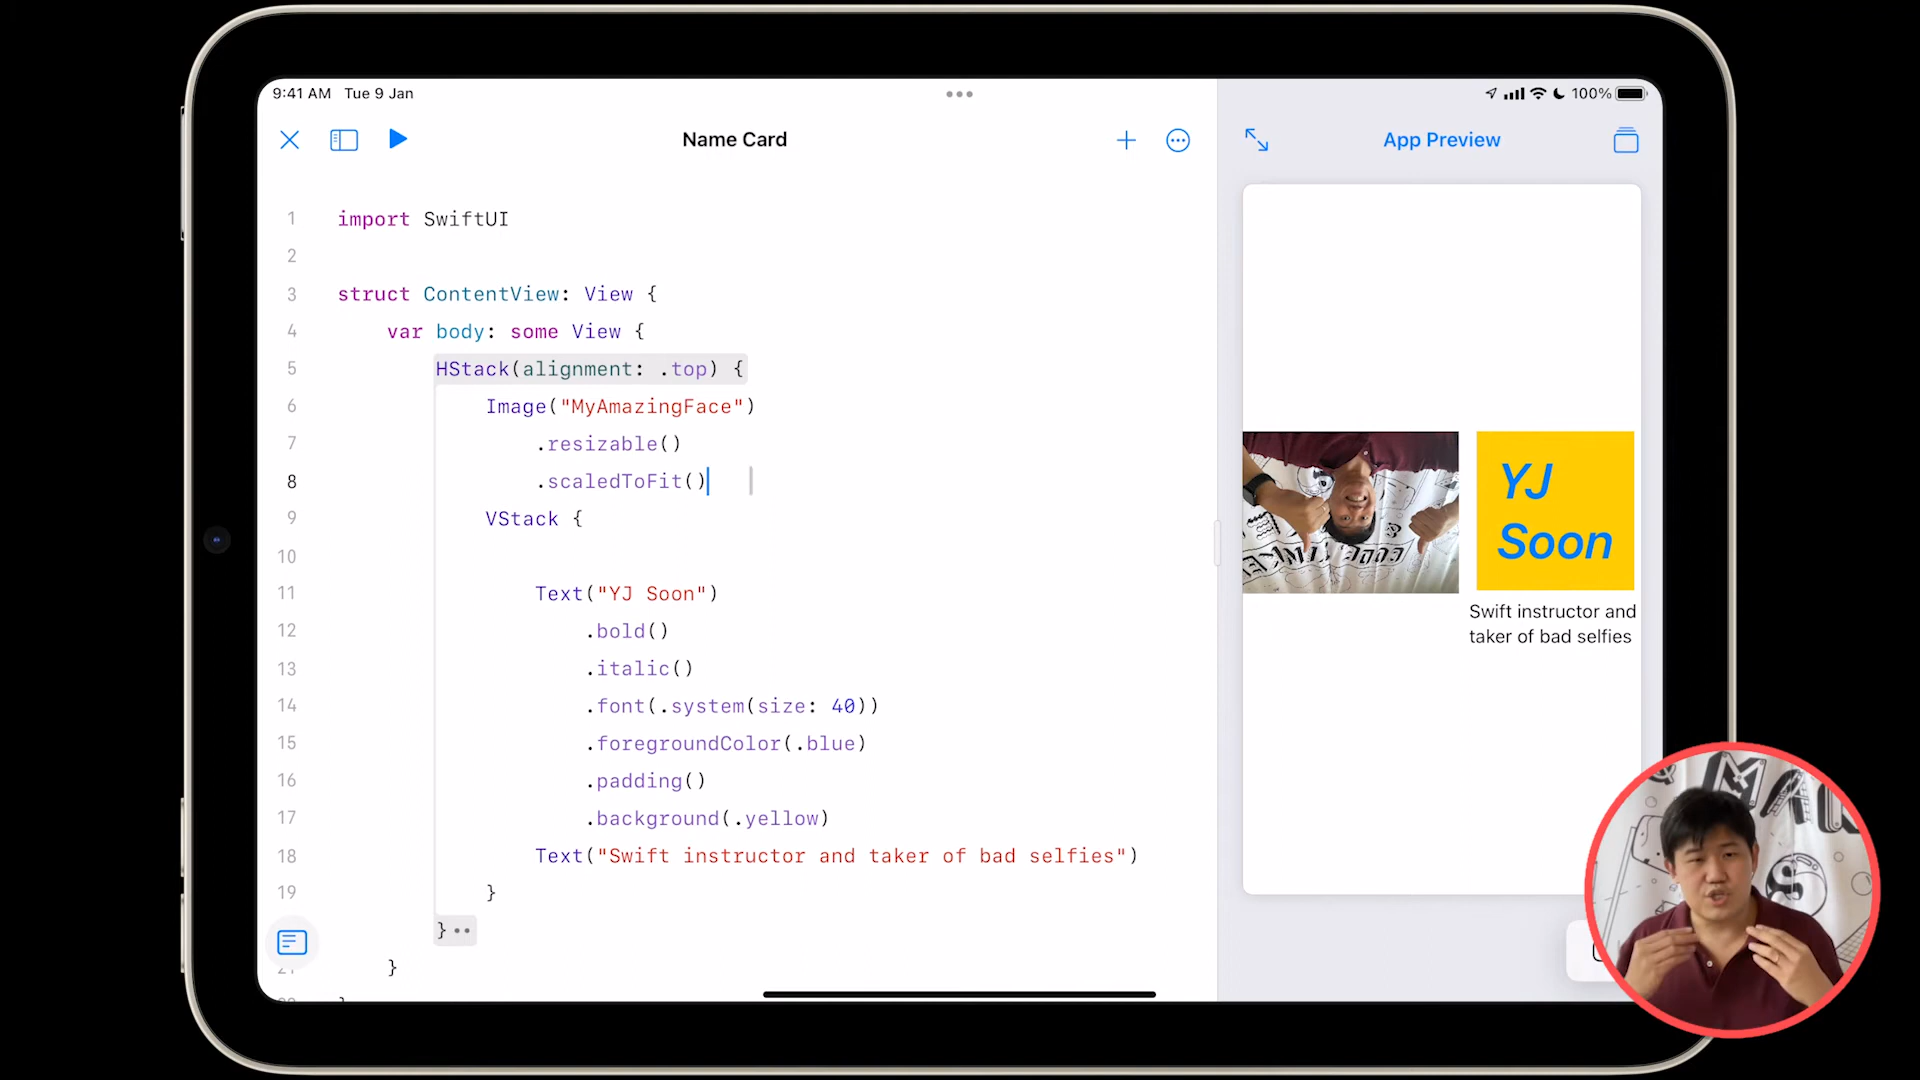 9:41 AM Tue 9 Jan
100%
Name Card
App Preview
1 import SwiftUI
2
3 struct ContentView: View {
4 var body: some View {
5 HStack(alignment: .top) {
6 Image("MyAmazingFace")
7 .resizable()
8 .scaledToFit()
9 VStack {
10
11 Text("YJ Soon")
12 .bold()
13 .italic()
14 .font(.system(size: 40))
15 .foregroundColor(.blue)
16 .padding()
17 .background(.yellow)
18 Text("Swift instructor and taker of bad selfies")
19 }
}
}
YJ
Soon
Swift instructor and
taker of bad selfies